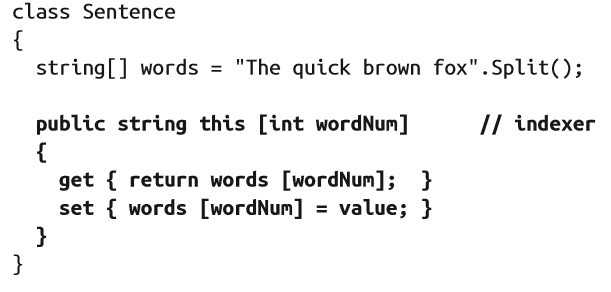 class Sentence
{
  string[] words = "The quick brown fox".Split();

  public string this [int wordNum]      // indexer
  {
    get { return words [wordNum];  }
    set { words [wordNum] = value; }
  }
}